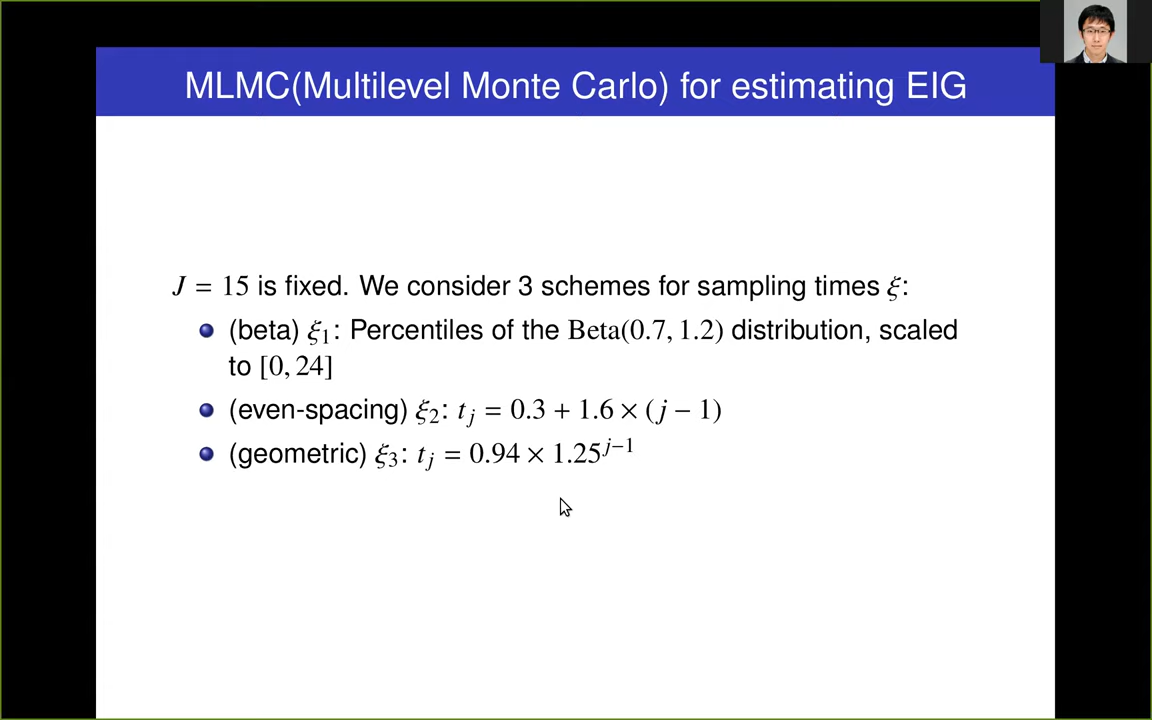 MLMC(Multilevel Monte Carlo) for estimating EIG
J = 15 is fixed. We consider 3 schemes for sampling times ξ:
(beta) ξ₁: Percentiles of the Beta(0.7, 1.2) distribution, scaled
to [0, 24]
(even-spacing) ξ₂: tⱼ = 0.3 + 1.6 × (j − 1)
(geometric) ξ₃: tⱼ = 0.94 × 1.25ʲ⁻¹